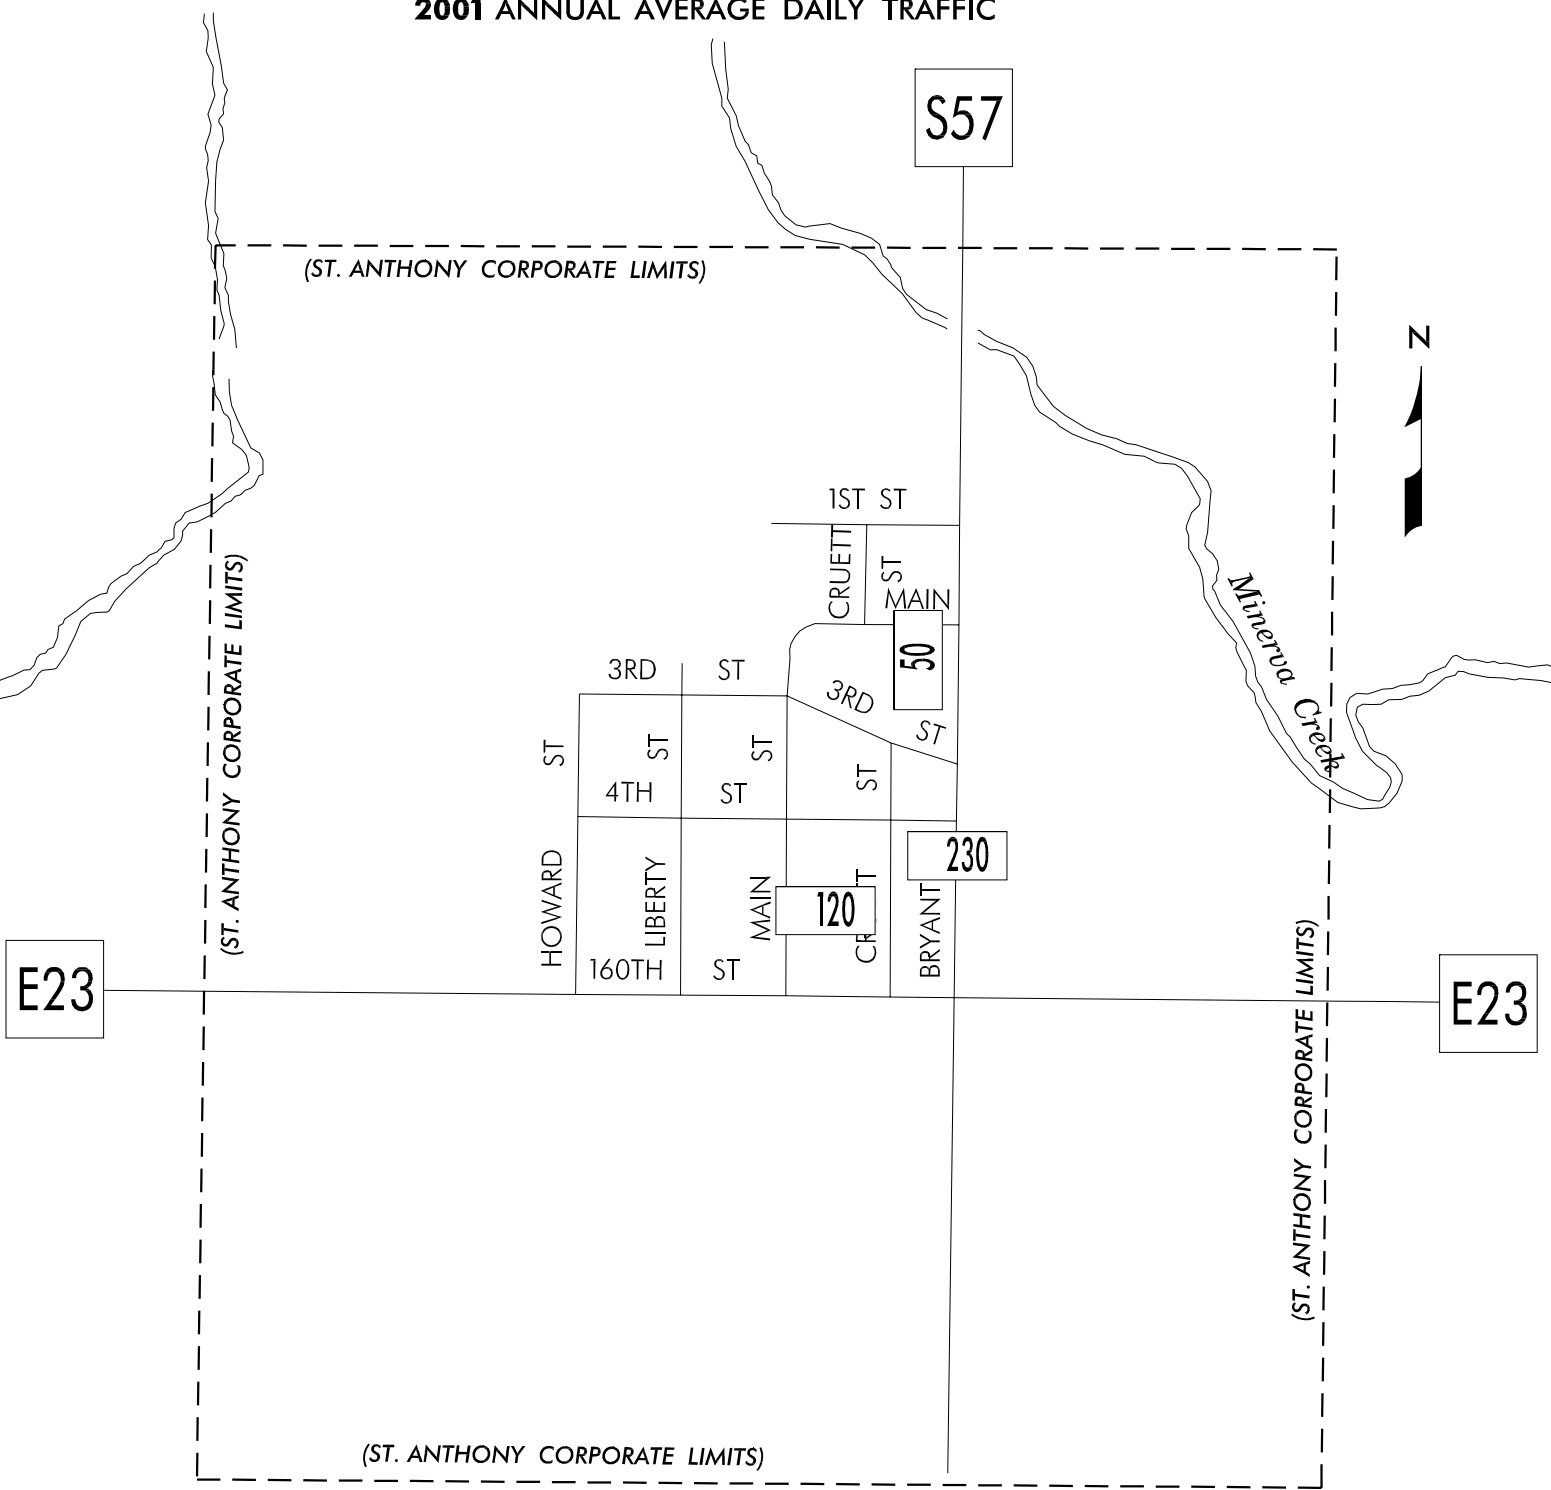 2001 ANNUAL AVERAGE DAILY TRAFFIC
S57
(ST. ANTHONY CORPORATE LIMITS)
N
1ST ST
CRUETT
ST
MAIN
50
Minerva Creek
(ST. ANTHONY CORPORATE LIMITS)
3RD ST
3RD ST
ST
ST
ST
ST
4TH ST
230
HOWARD
LIBERTY
MAIN
120
BRYANT
160TH ST
E23
E23
(ST. ANTHONY CORPORATE LIMITS)
(ST. ANTHONY CORPORATE LIMITS)